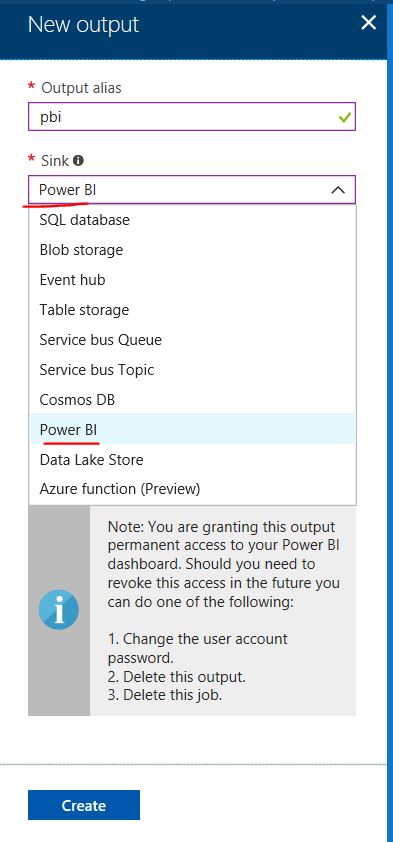 New output
* Output alias
pbi
* Sink
Power BI
SQL database
Blob storage
Event hub
Table storage
Service bus Queue
Service bus Topic
Cosmos DB
Power BI
Data Lake Store
Azure function (Preview)
Note: You are granting this output
permanent access to your Power BI
dashboard. Should you need to
revoke this access in the future you
can do one of the following:
1. Change the user account
password.
2. Delete this output.
3. Delete this job.
Create